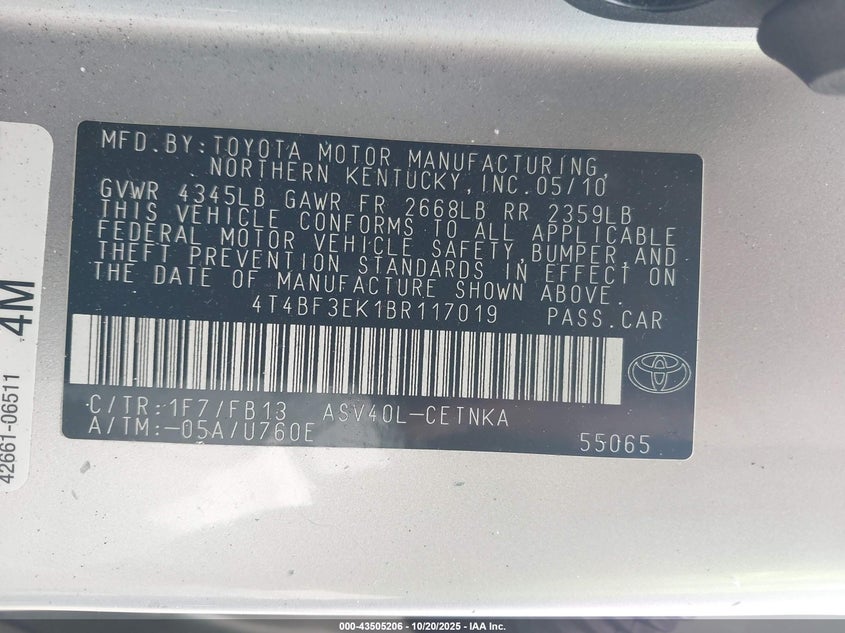 MFD.BY:TOYOTA MOTOR MANUFACTURING,
NORTHERN KENTUCKY,INC.05/10
GVWR 4345LB GAWR FR 2668LB RR 2359LB
THIS VEHICLE CONFORMS TO ALL APPLICABLE
FEDERAL MOTOR VEHICLE SAFETY,BUMPER,AND
THEFT PREVENTION STANDARDS IN EFFECT ON
THE DATE OF MANUFACTURE SHOWN ABOVE.
4T4BF3EK1BR117019 PASS.CAR
C/TR:1F7/FB13 ASV40L-CETNKA
A/TM:-05A/U760E 55065
4M
42661-06511
000-43505206 - 10/20/2025 - IAA Inc.